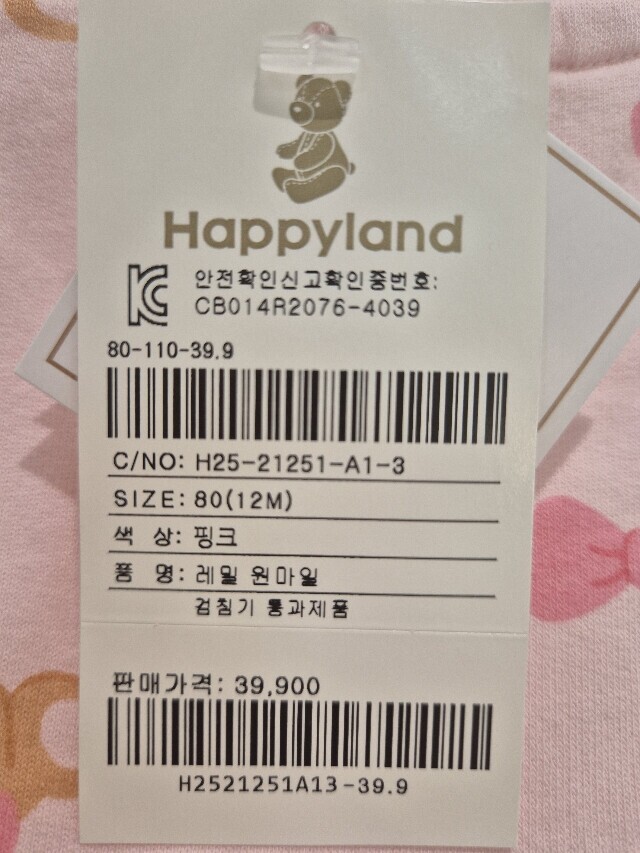 Happyland
안전확인신고확인증번호:
CB014R2076-4039
80-110-39.9
C/NO: H25-21251-A1-3
SIZE: 80(12M)
색 상: 핑크
품 명: 레밀 원마일
검침기 통과제품
판매가격: 39,900
H2521251A13-39.9